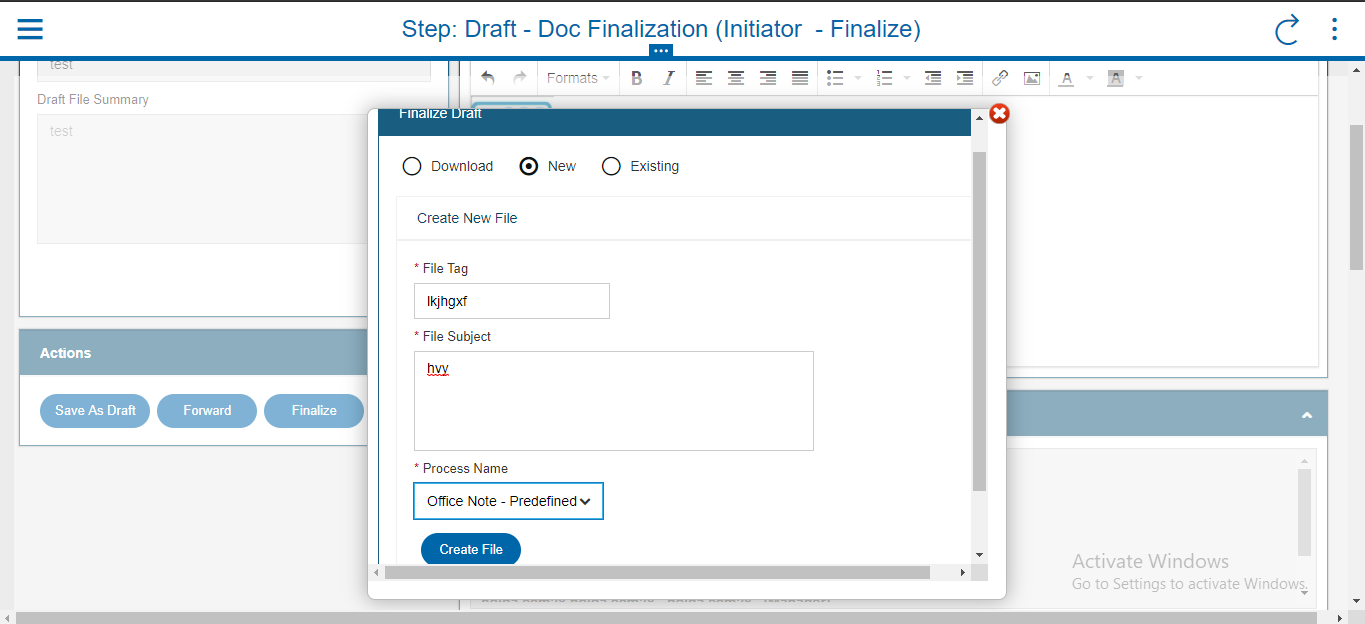 Step: Draft - Doc Finalization (Initiator - Finalize)
test
Draft File Summary
test
Formats
Finalize Draft
Download
New
Existing
Create New File
* File Tag
lkjhgxf
* File Subject
hvy
* Process Name
Office Note - Predefined
Create File
Actions
Save As Draft
Forward
Finalize
Activate Windows
Go to Settings to activate Windows.